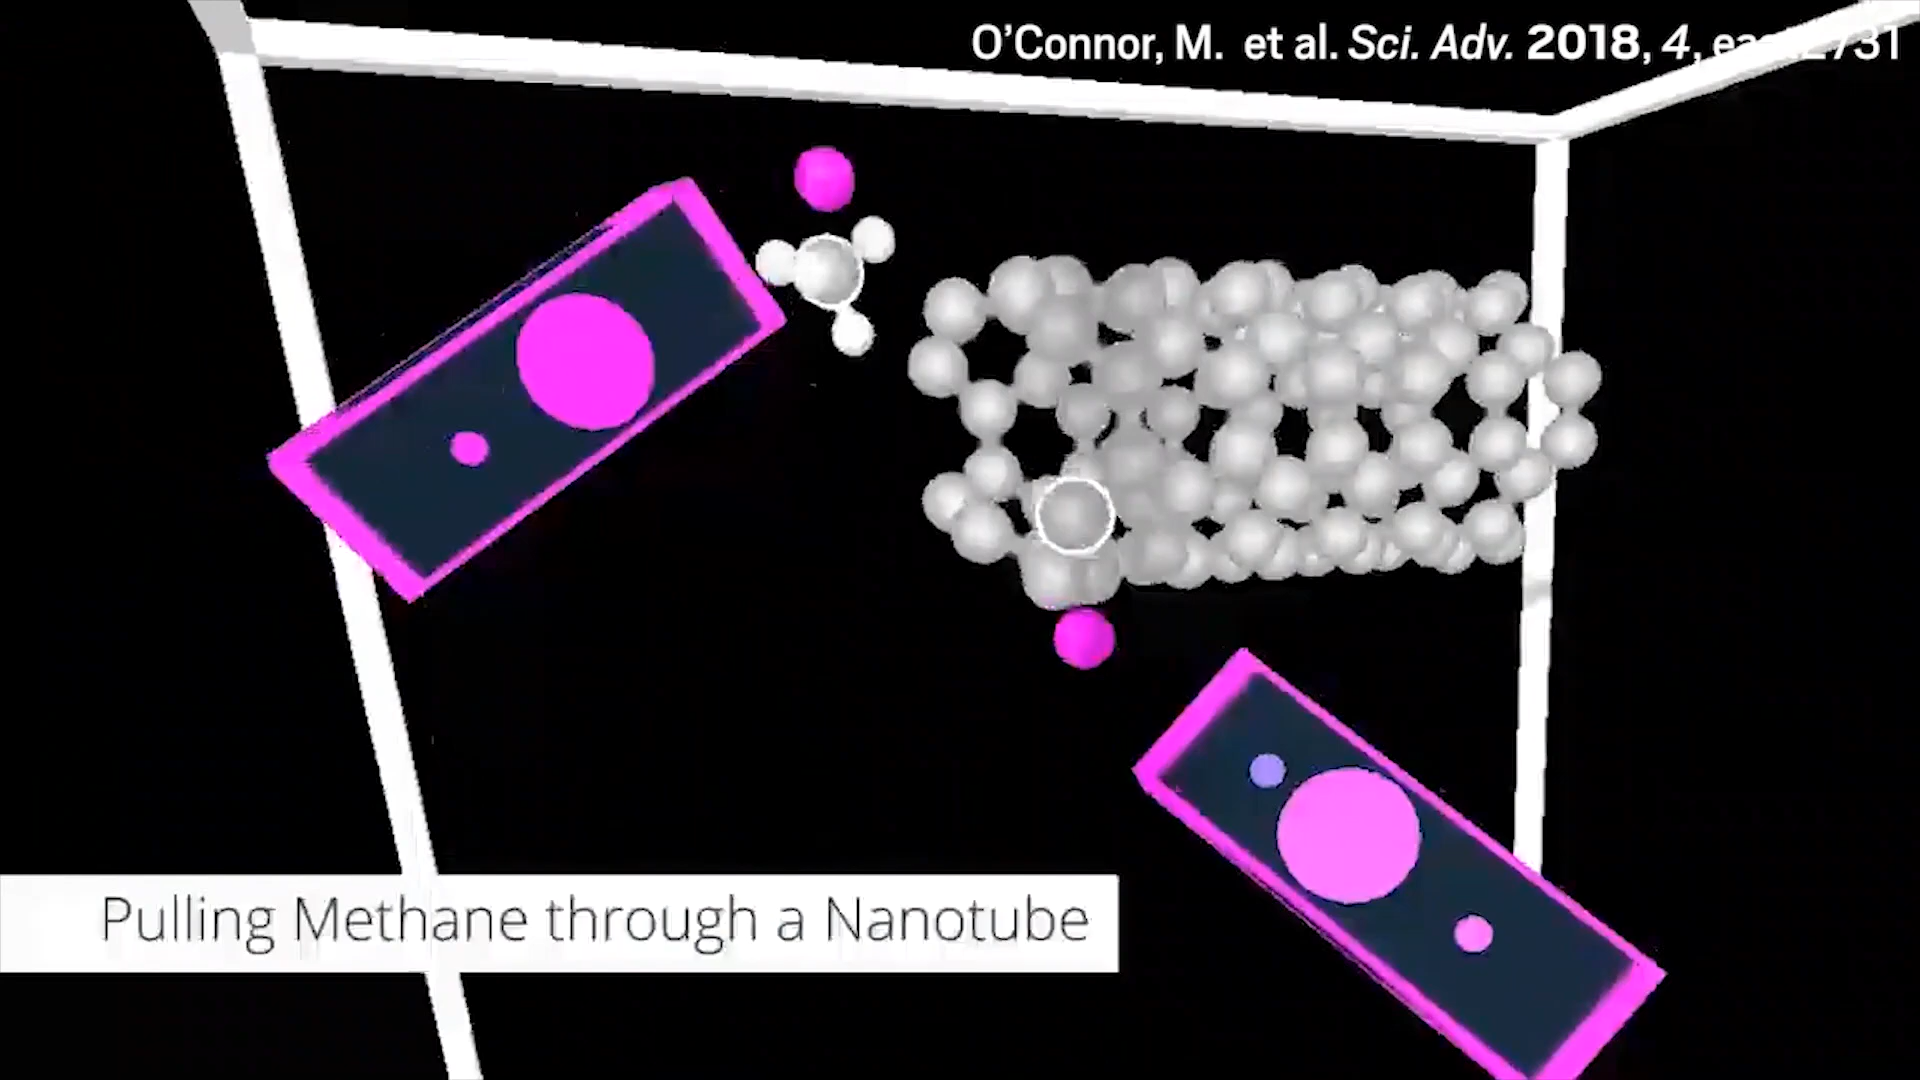 O’Connor, M. et al. Sci. Adv. 2018, 4,
Pulling Methane through a Nanotube